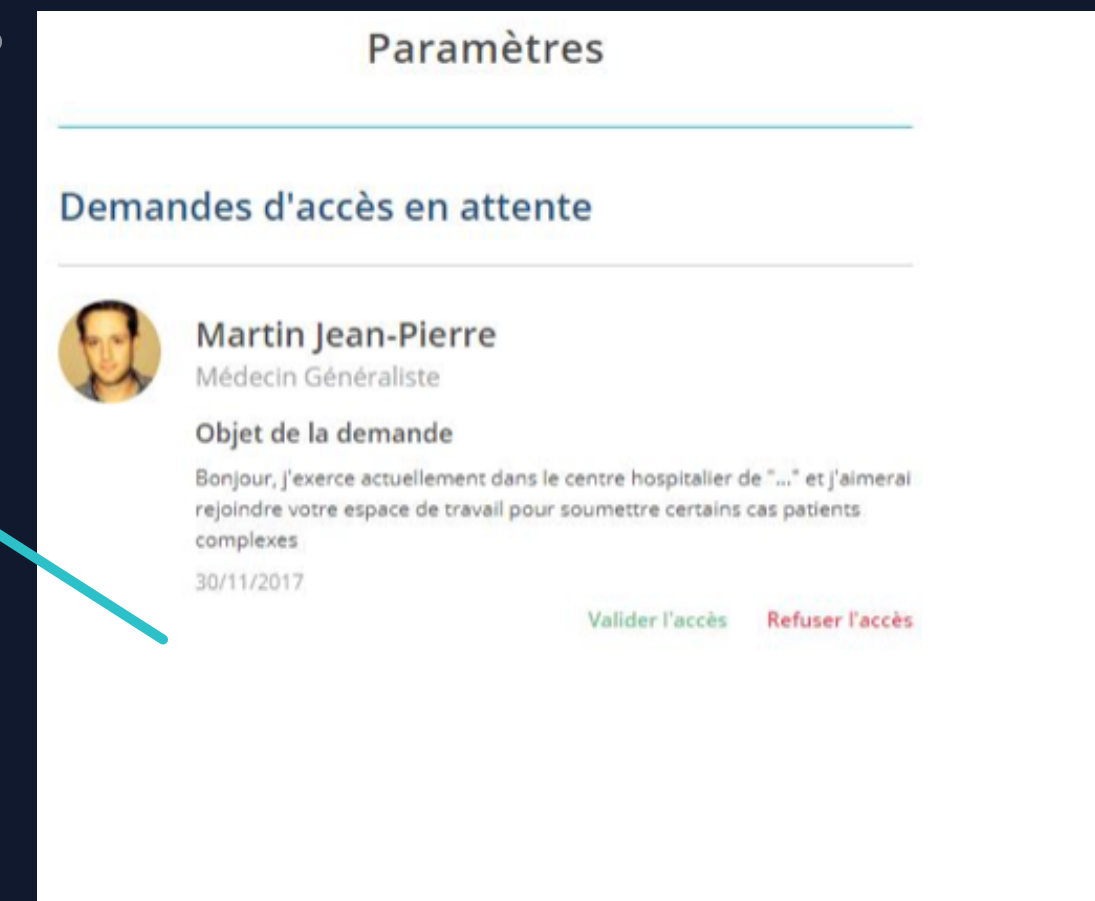 Paramètres
Demandes d'accès en attente
Martin Jean-Pierre
Médecin Généraliste
Objet de la demande
Bonjour, j'exerce actuellement dans le centre hospitalier de "..." et j'aimerai
rejoindre votre espace de travail pour soumettre certains cas patients
complexes
30/11/2017
Valider l'accès Refuser l'accès